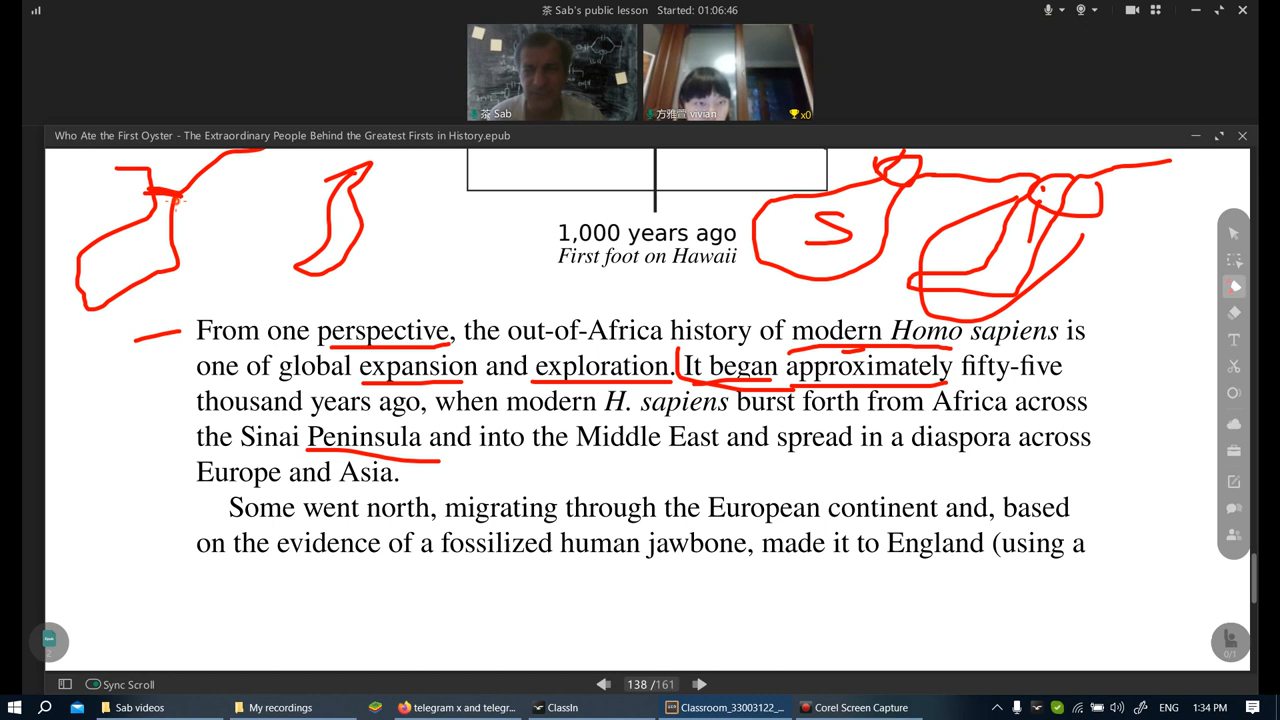 茶 Sab's public lesson   Started: 01:06:46
茶 Sab
方雅萱 vivian
x0
Who Ate the First Oyster - The Extraordinary People Behind the Greatest Firsts in History.epub
1,000 years ago
First foot on Hawaii
S
From one perspective, the out-of-Africa history of modern Homo sapiens is
one of global expansion and exploration. It began approximately fifty-five
thousand years ago, when modern H. sapiens burst forth from Africa across
the Sinai Peninsula and into the Middle East and spread in a diaspora across
Europe and Asia.
Some went north, migrating through the European continent and, based
on the evidence of a fossilized human jawbone, made it to England (using a
2
0/1
Sync Scroll
138 /161
Sab videos
My recordings
telegram x and telegr...
ClassIn
Classroom_33003122_...
Corel Screen Capture
1:34 PM